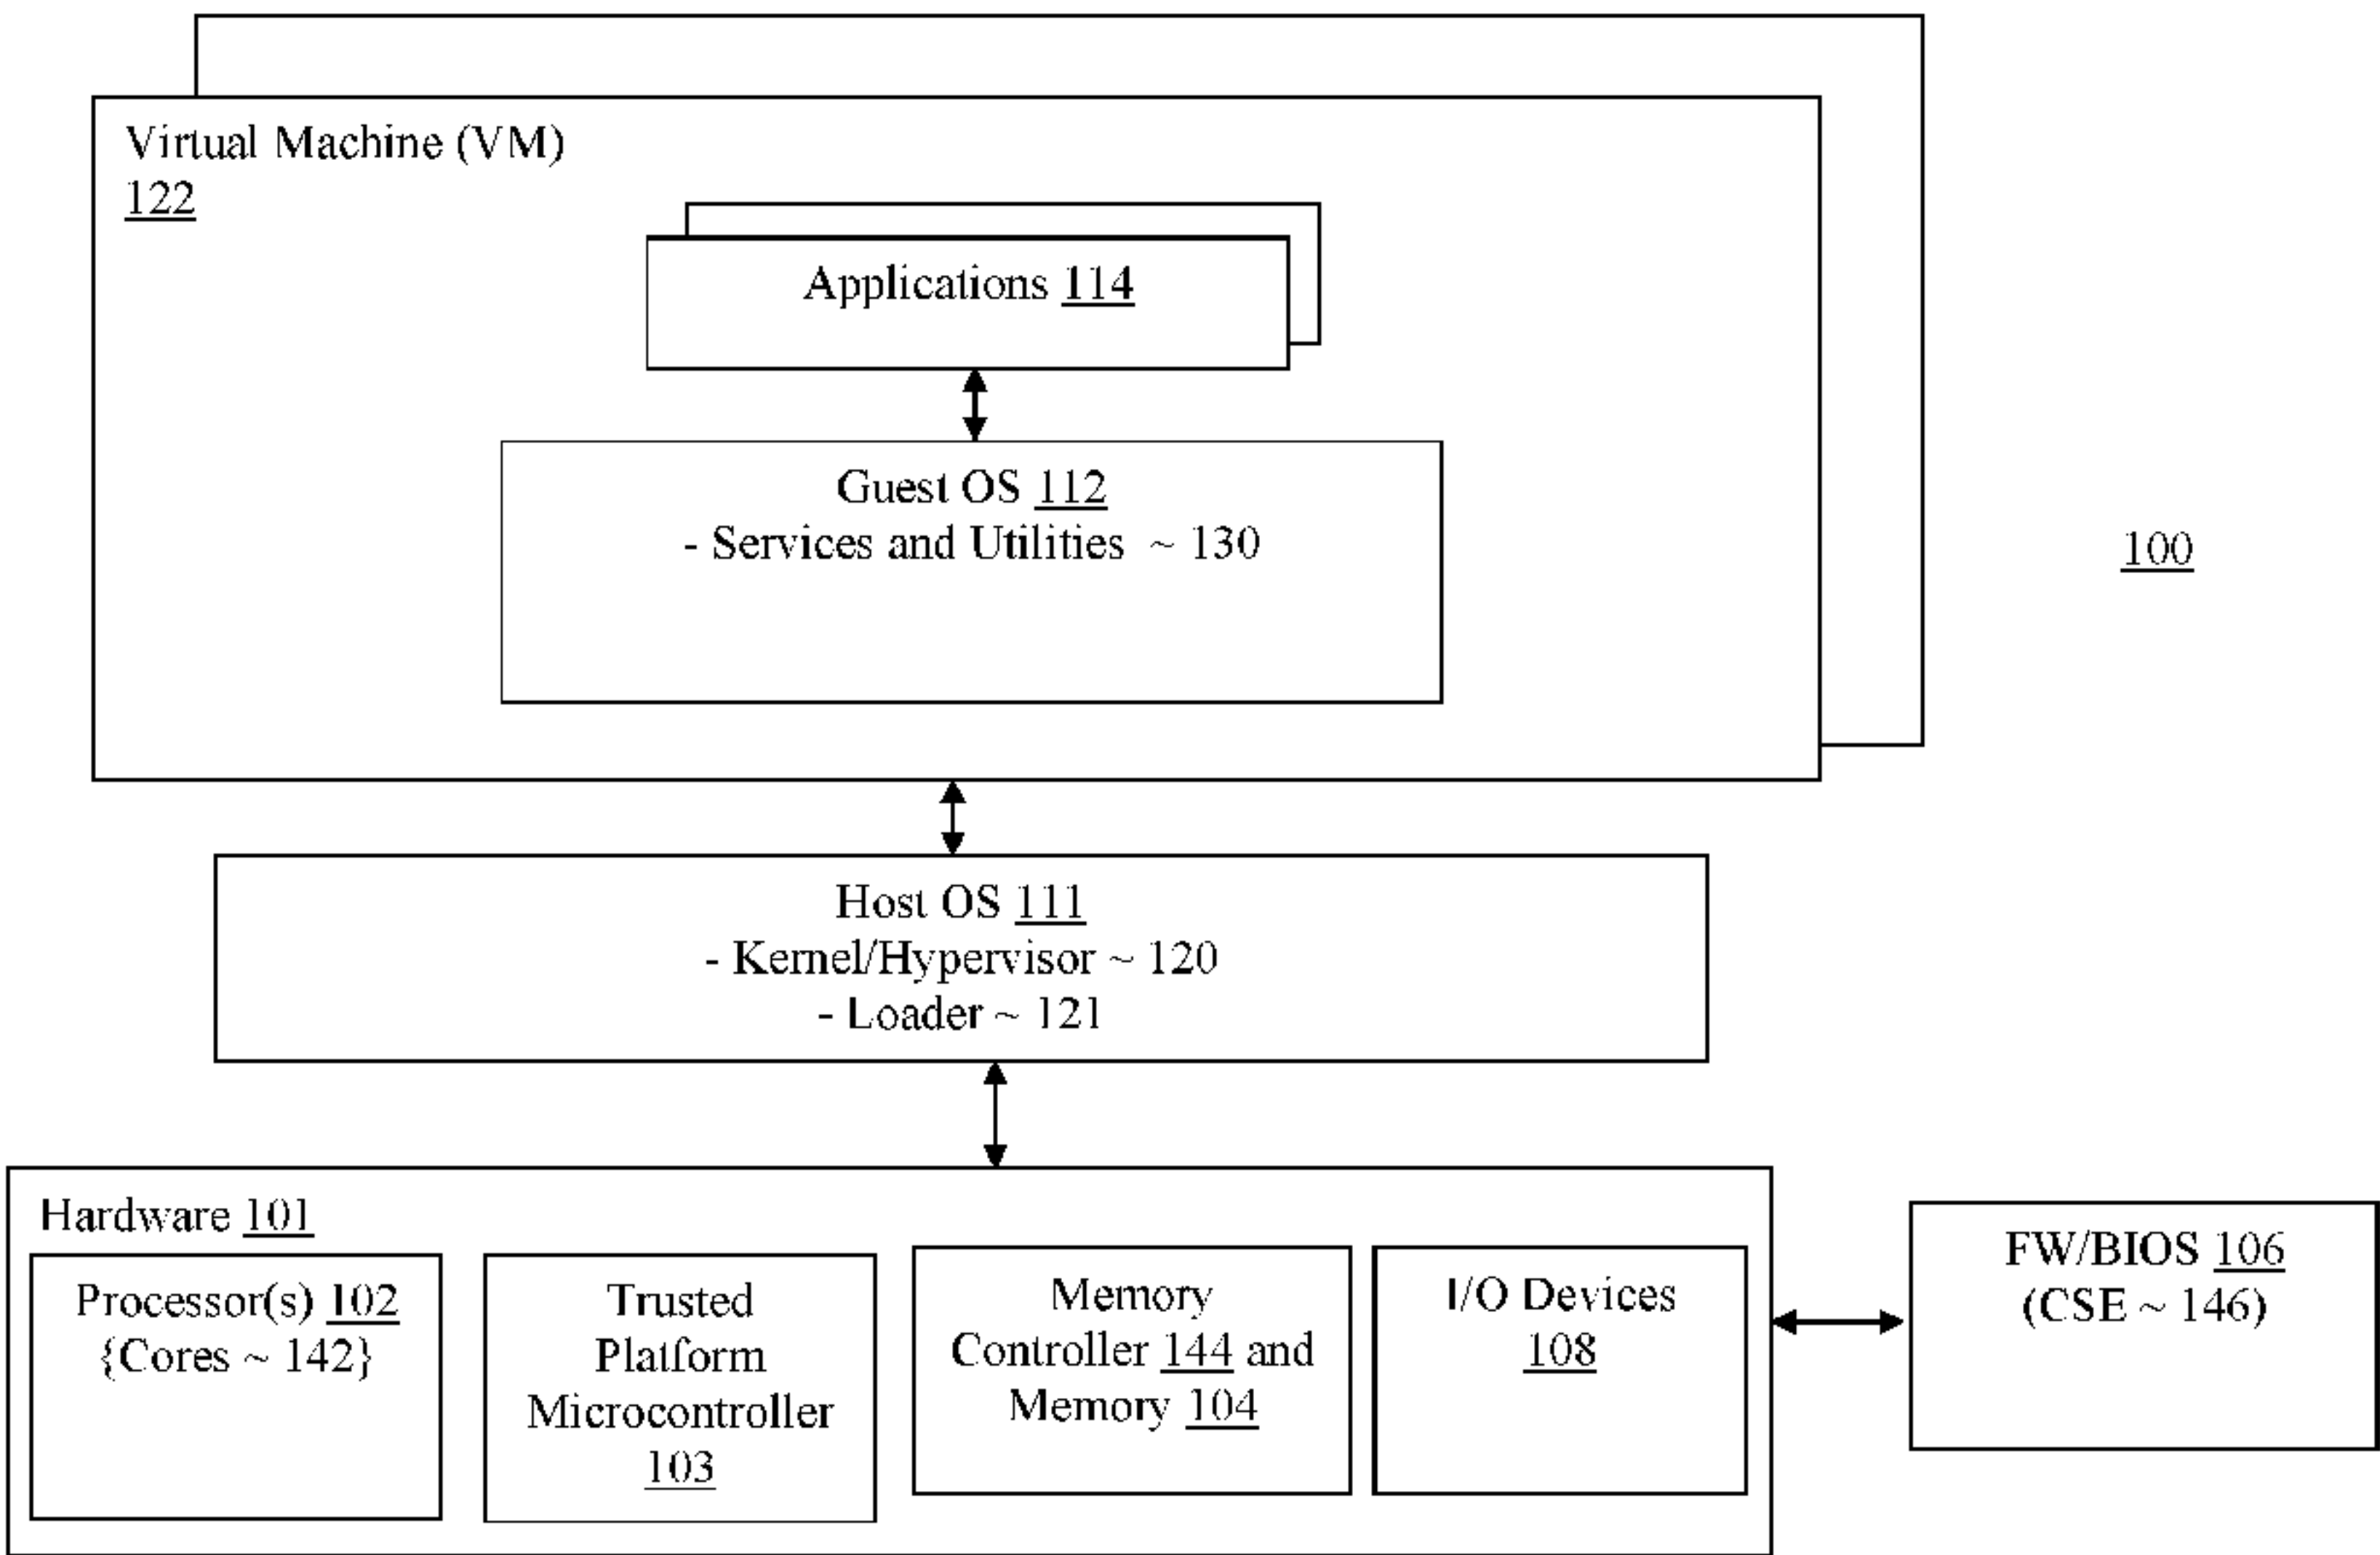 Virtual Machine (VM)
122
Applications 114
Guest OS 112
- Services and Utilities ~ 130
100
Host OS 111
- Kernel/Hypervisor ~ 120
- Loader ~ 121
Hardware 101
Processor(s) 102
{Cores ~ 142}
Trusted
Platform
Microcontroller
103
Memory
Controller 144 and
Memory 104
I/O Devices
108
FW/BIOS 106
(CSE ~ 146)